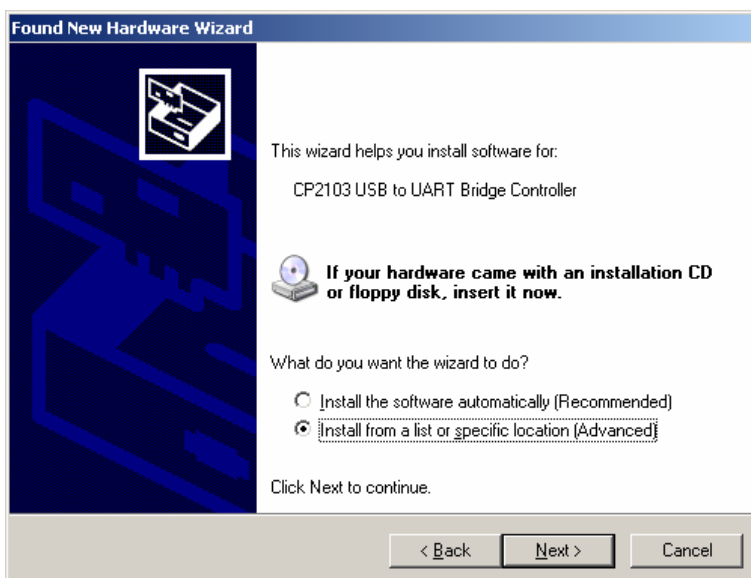 Found New Hardware Wizard
This wizard helps you install software for:
CP2103 USB to UART Bridge Controller
If your hardware came with an installation CD
or floppy disk, insert it now.
What do you want the wizard to do?
Install the software automatically (Recommended)
Install from a list or specific location (Advanced)
Click Next to continue.
< Back Next > Cancel